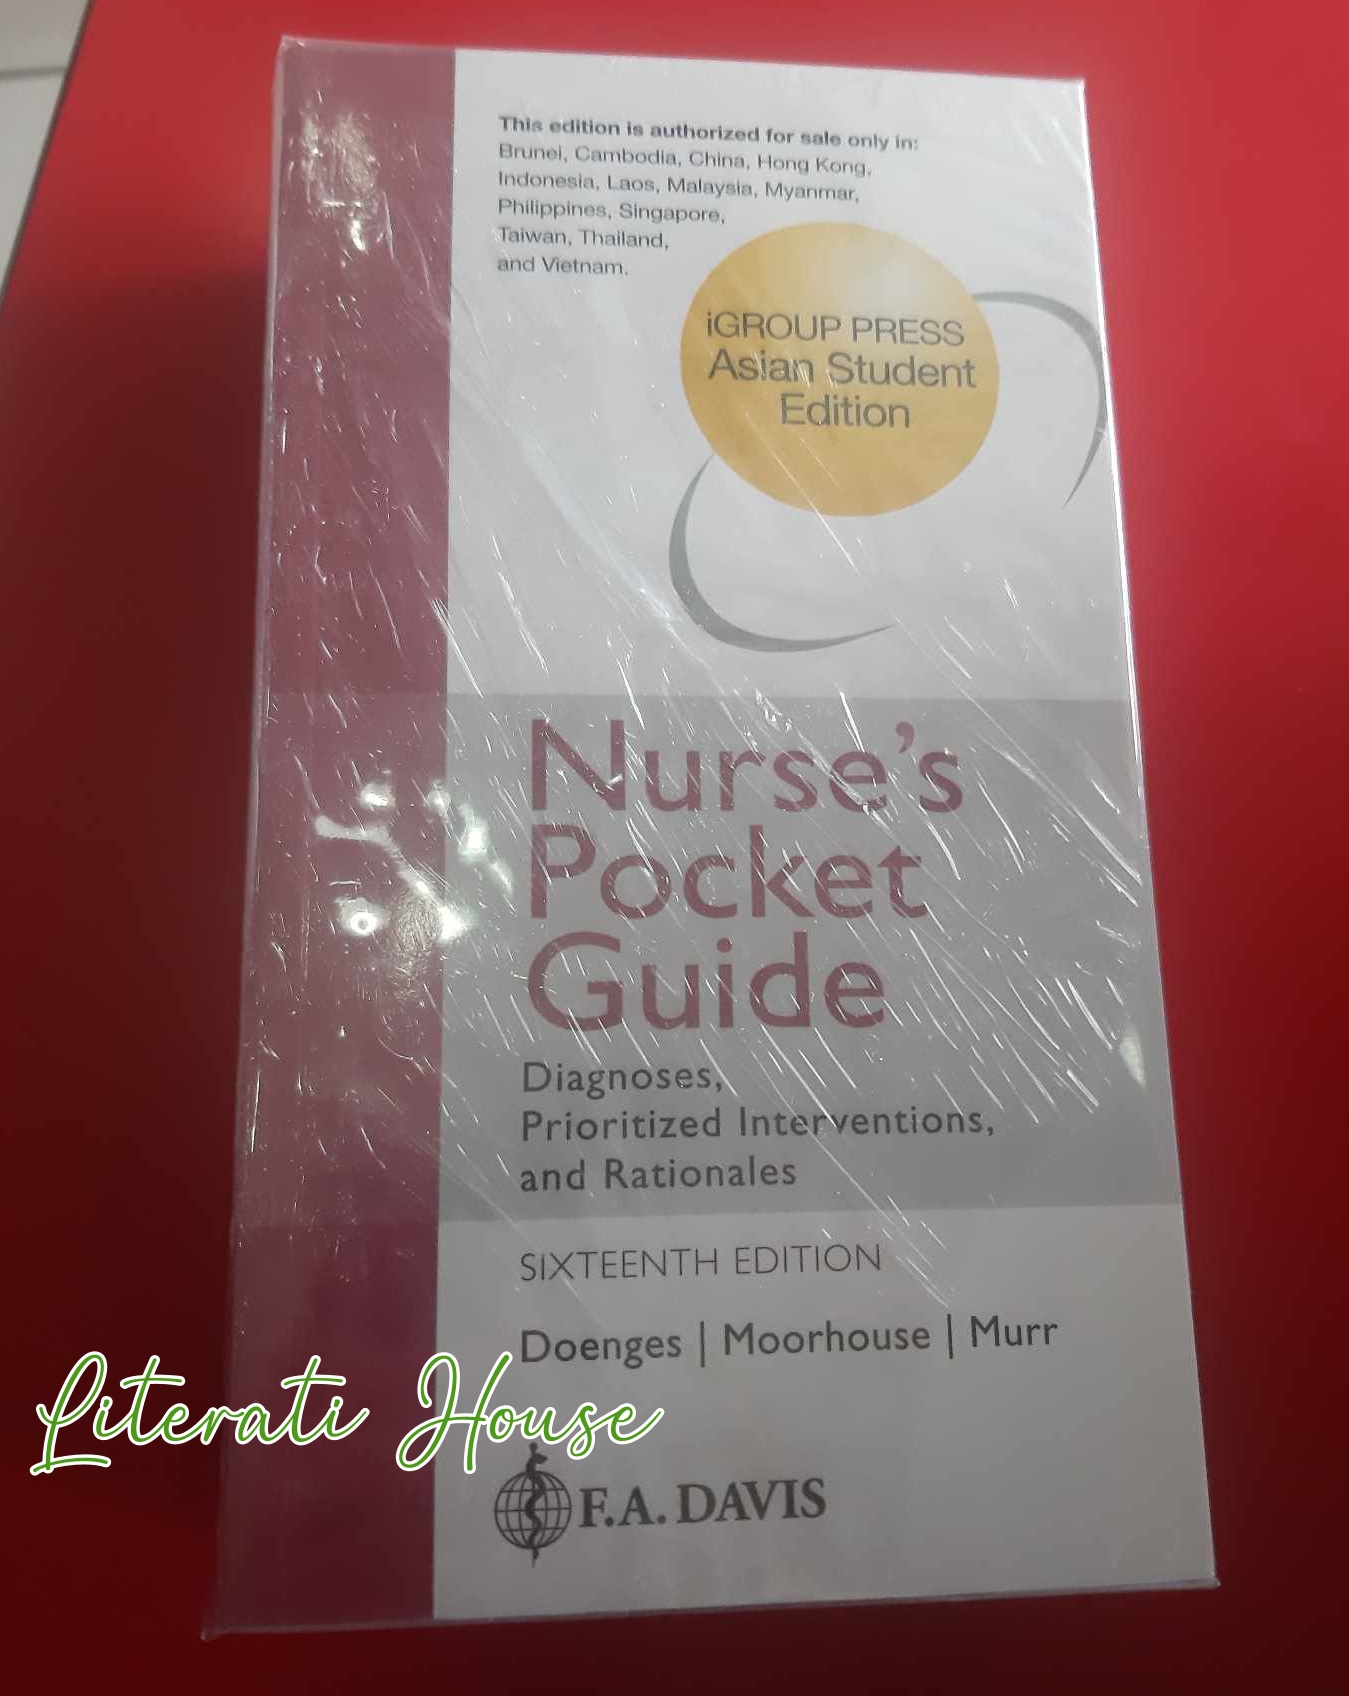 This edition is authorized for sale only in:
Brunei, Cambodia, China, Hong Kong,
Indonesia, Laos, Malaysia, Myanmar,
Philippines, Singapore,
Taiwan, Thailand,
and Vietnam.
iGROUP PRESS
Asian Student
Edition
Nurse's
Pocket
Guide
Diagnoses,
Prioritized Interventions,
and Rationales
SIXTEENTH EDITION
Doenges | Moorhouse | Murr
Literati House
F.A. DAVIS